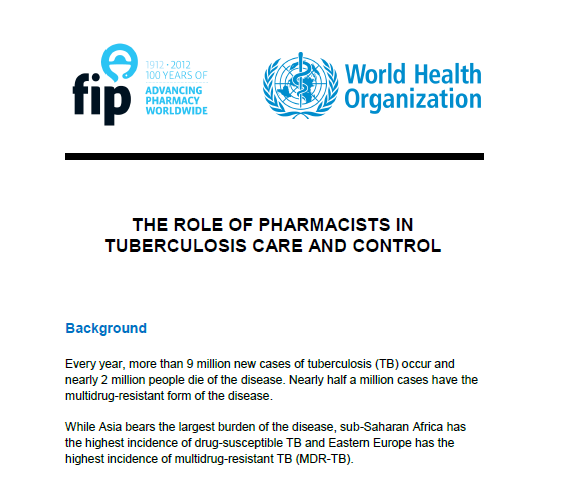 fip
1912 · 2012
100 YEARS OF
ADVANCING
PHARMACY
WORLDWIDE
World Health
Organization
THE ROLE OF PHARMACISTS IN
TUBERCULOSIS CARE AND CONTROL
Background
Every year, more than 9 million new cases of tuberculosis (TB) occur and
nearly 2 million people die of the disease. Nearly half a million cases have the
multidrug-resistant form of the disease.
While Asia bears the largest burden of the disease, sub-Saharan Africa has
the highest incidence of drug-susceptible TB and Eastern Europe has the
highest incidence of multidrug-resistant TB (MDR-TB).